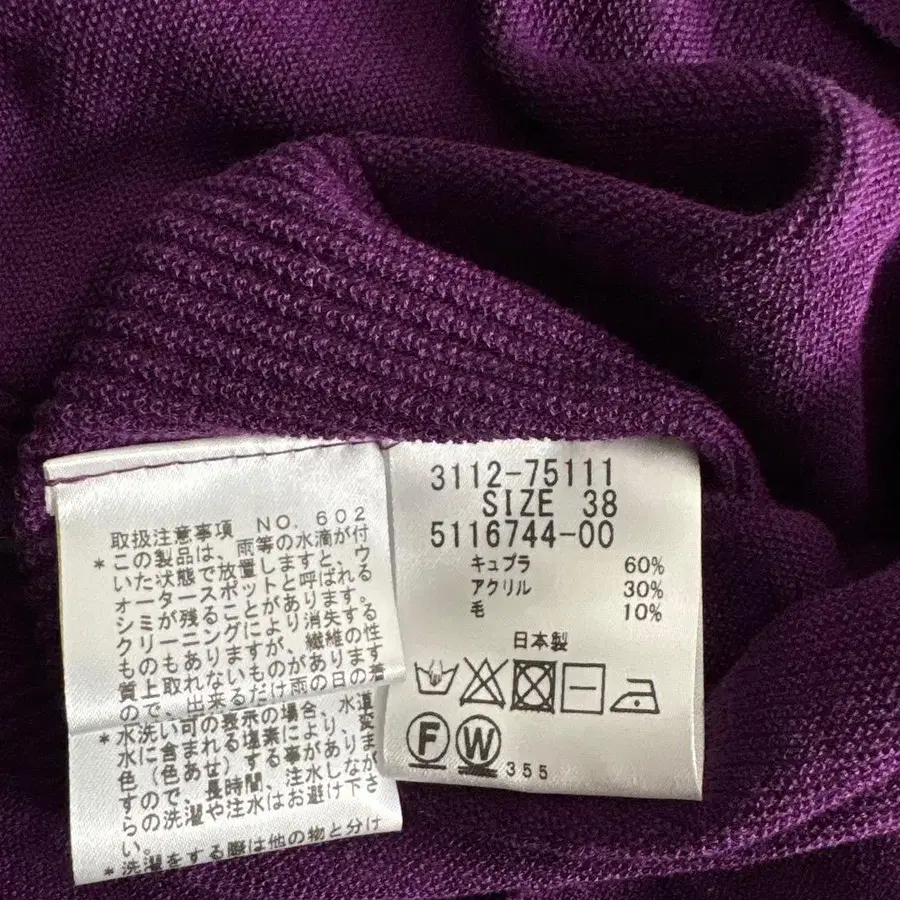 取扱注意事項 NO. 602
*この製品は、雨等の水滴が付
いた状態で放置しますと、ウ
ォータースポットと呼ばれる
シミが残ることがあります。
クリーニングにより消失する
ものもありますが、繊維の性
質上取れないものがあります
ので、出来るだけ雨の日の着
*水洗い可の表示の場合、水道
水に含まれる塩素により、変
色（色あせ）する事がありま
すので、長時間、注水しなが
らの洗濯や注水はお避け下さ
い。
*洗濯をする際は他の物と分け
3112-75111
SIZE 38
5116744-00
キュプラ 60%
アクリル 30%
毛 10%
日本製
F W 355